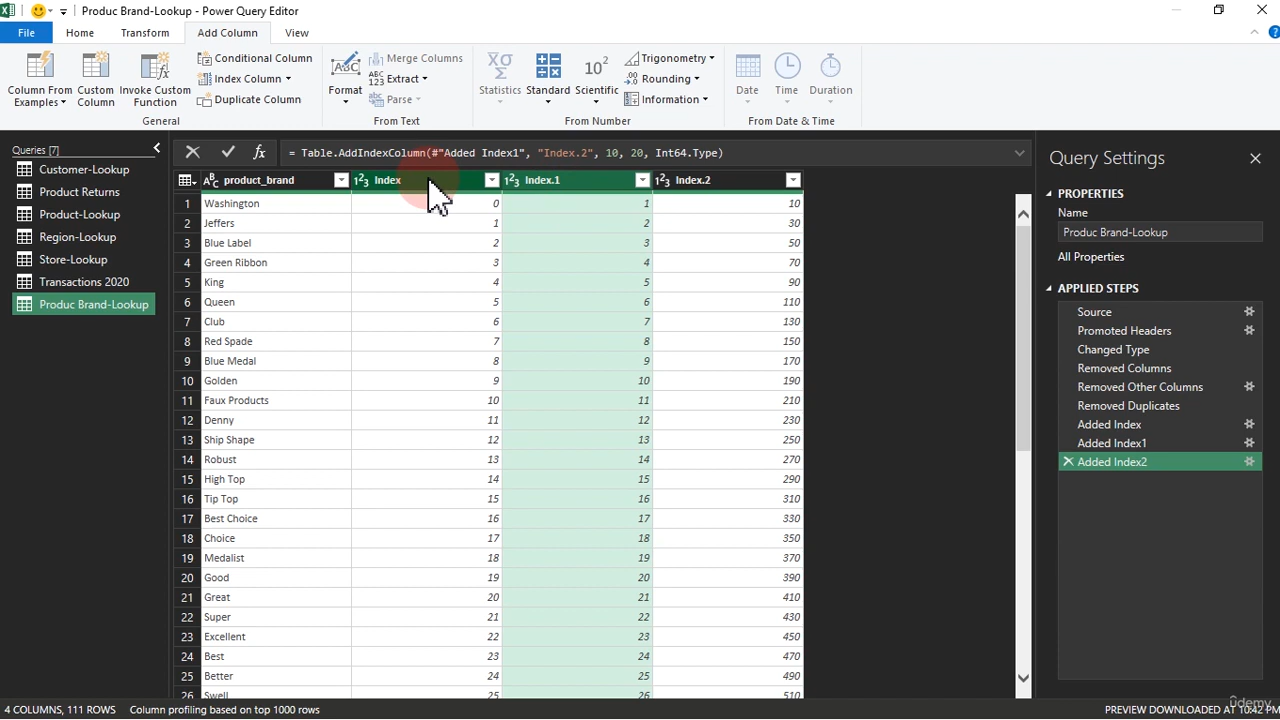 Produc Brand-Lookup - Power Query Editor
File Home Transform Add Column View
Column From Examples
Custom Column
Invoke Custom Function
Conditional Column
Index Column
Duplicate Column
General
Format
Merge Columns
Extract
Parse
From Text
Statistics
Standard
Scientific
Trigonometry
Rounding
Information
From Number
Date
Time
Duration
From Date & Time
Queries [7]
Customer-Lookup
Product Returns
Product-Lookup
Region-Lookup
Store-Lookup
Transactions 2020
Produc Brand-Lookup
= Table.AddIndexColumn(#"Added Index1", "Index.2", 10, 20, Int64.Type)
product_brand Index Index.1 Index.2
1 Washington 0 1 10
2 Jeffers 1 2 30
3 Blue Label 2 3 50
4 Green Ribbon 3 4 70
5 King 4 5 90
6 Queen 5 6 110
7 Club 6 7 130
8 Red Spade 7 8 150
9 Blue Medal 8 9 170
10 Golden 9 10 190
11 Faux Products 10 11 210
12 Denny 11 12 230
13 Ship Shape 12 13 250
14 Robust 13 14 270
15 High Top 14 15 290
16 Tip Top 15 16 310
17 Best Choice 16 17 330
18 Choice 17 18 350
19 Medalist 18 19 370
20 Good 19 20 390
21 Great 20 21 410
22 Super 21 22 430
23 Excellent 22 23 450
24 Best 23 24 470
25 Better 24 25 490
26 Swell 25 26 510
Query Settings
PROPERTIES
Name
Produc Brand-Lookup
All Properties
APPLIED STEPS
Source
Promoted Headers
Changed Type
Removed Columns
Removed Other Columns
Removed Duplicates
Added Index
Added Index1
Added Index2
4 COLUMNS, 111 ROWS Column profiling based on top 1000 rows
PREVIEW DOWNLOADED AT 10:42 PM
ûdemy